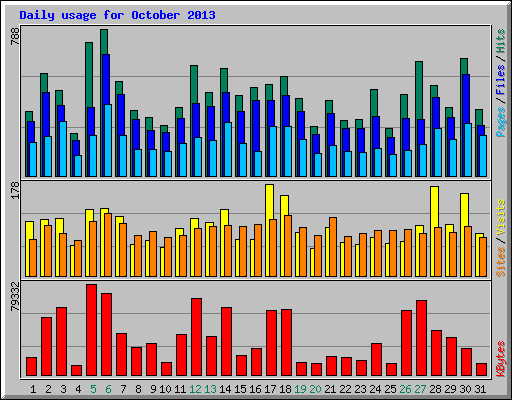 Daily usage for October 2013
788
Pages / Files / Hits
178
Sites / Visits
79332
KBytes
1 2 3 4 5 6 7 8 9 10 11 12 13 14 15 16 17 18 19 20 21 22 23 24 25 26 27 28 29 30 31